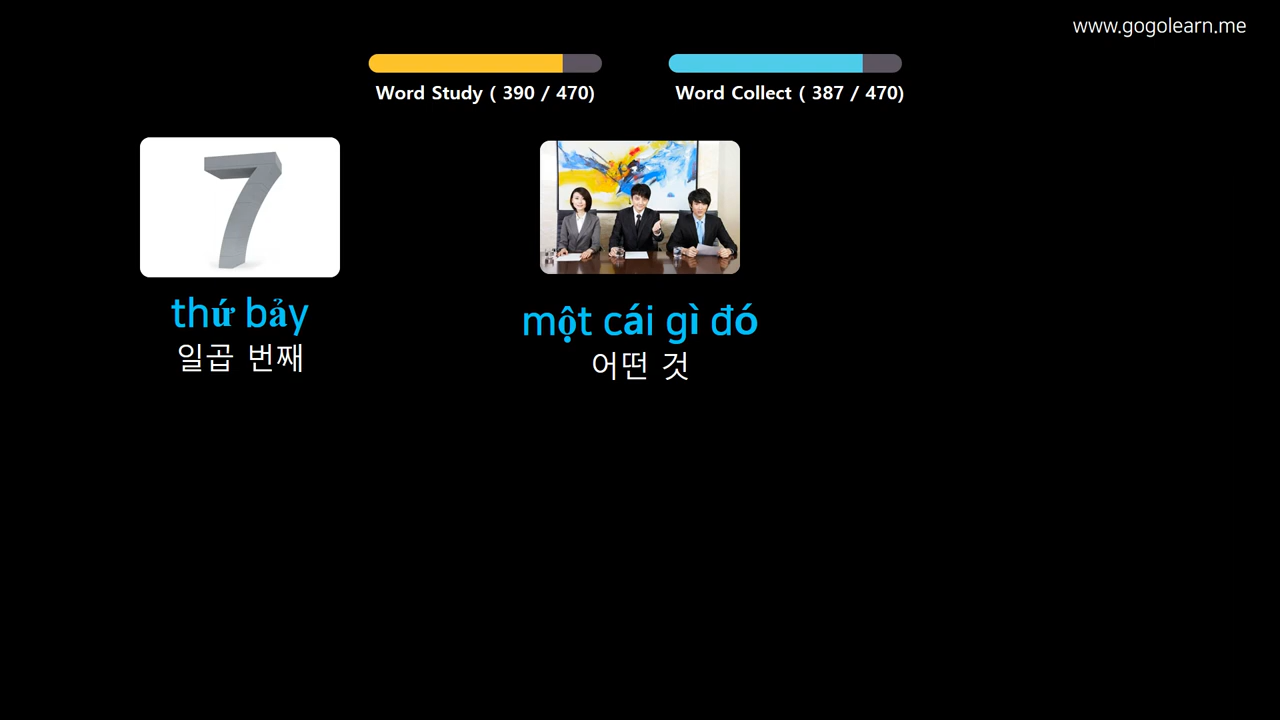 www.gogolearn.me
Word Study ( 390 / 470)
Word Collect ( 387 / 470)
7
thứ bảy
일곱 번째
một cái gì đó
어떤 것